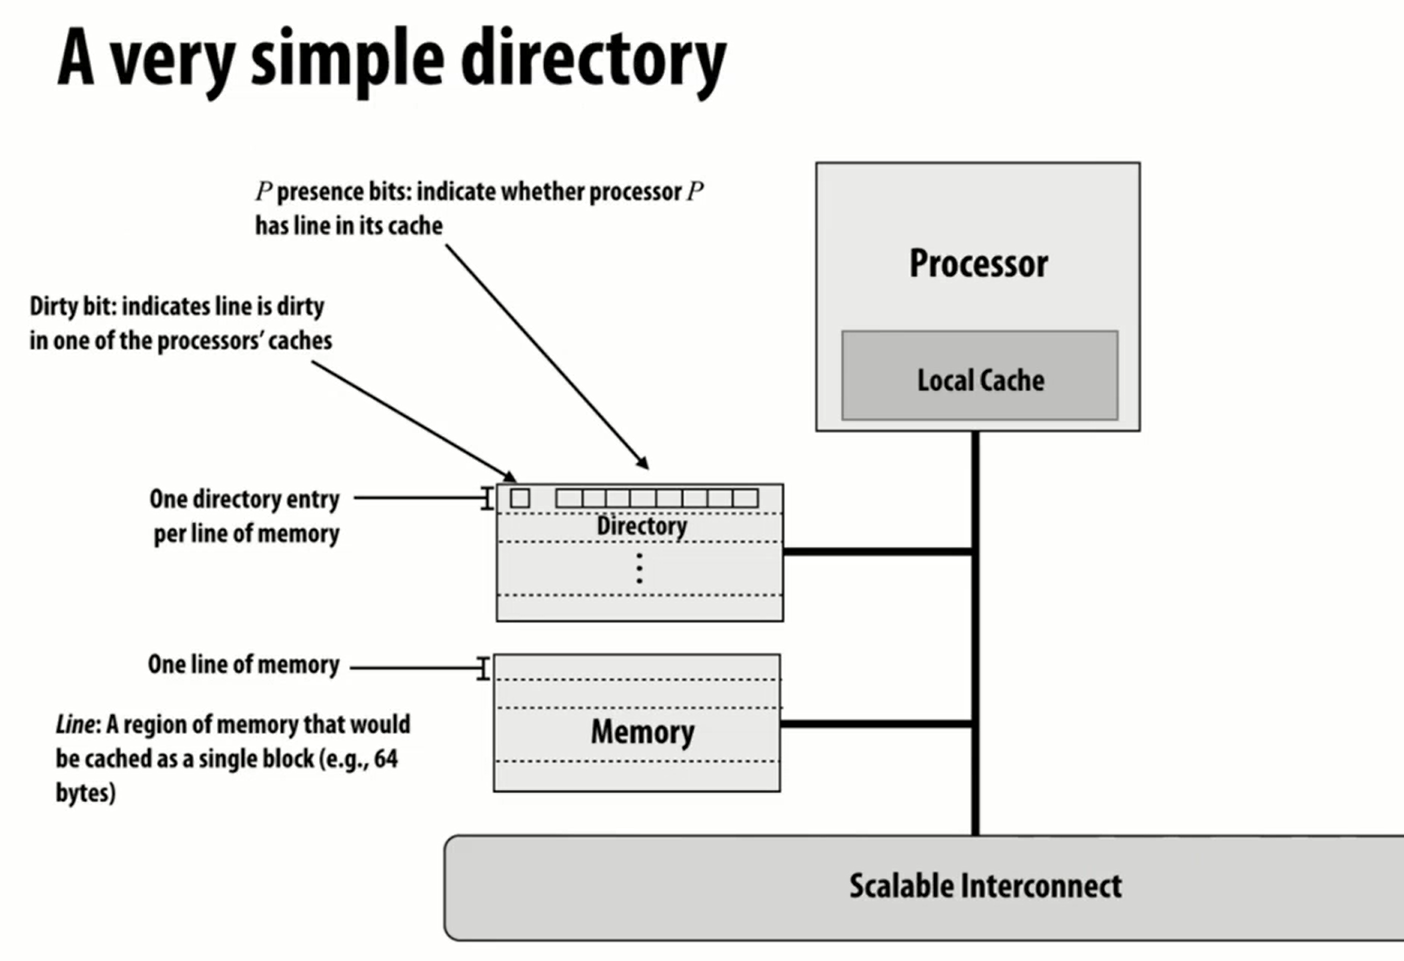 A very simple directory
P presence bits: indicate whether processor P
has line in its cache
Dirty bit: indicates line is dirty
in one of the processors’ caches
Processor
Local Cache
One directory entry
per line of memory
Directory
One line of memory
Line: A region of memory that would
be cached as a single block (e.g., 64
bytes)
Memory
Scalable Interconnect